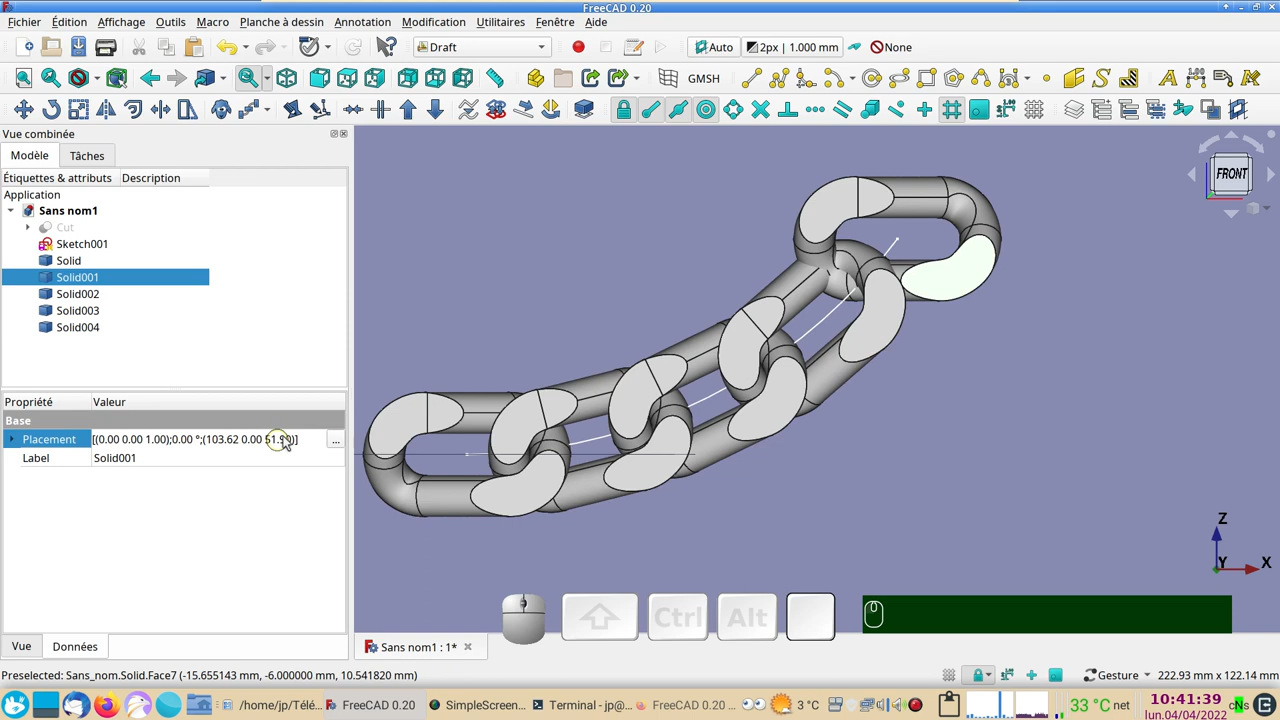 FreeCAD 0.20
Fichier Édition Affichage Outils Macro Planche à dessin Annotation Modification Utilitaires Fenêtre Aide
Draft Auto 2px | 1.000 mm None
GMSH
Vue combinée
Modèle Tâches
Étiquettes & attributs Description
Application
Sans nom1
Cut
Sketch001
Solid
Solid001
Solid002
Solid003
Solid004
Propriété Valeur
Base
Placement [(0.00 0.00 1.00);0.00 °;(103.62 0.00 ...
Label Solid001
Vue Données
FRONT
Z
Y X
Ctrl Alt
Sans nom1 : 1*
Preselected: Sans_nom.Solid.Face7 (-15.655143 mm, -6.000000 mm, 10.541820 mm) Gesture 222.93 mm x 122.14 mm
/home/jp/Télé... FreeCAD 0.20 SimpleScreen... Terminal - jp@... FreeCAD 0.20 ... 3°C 33 °C net 10:41:39
lun.04/04/2022 cNs